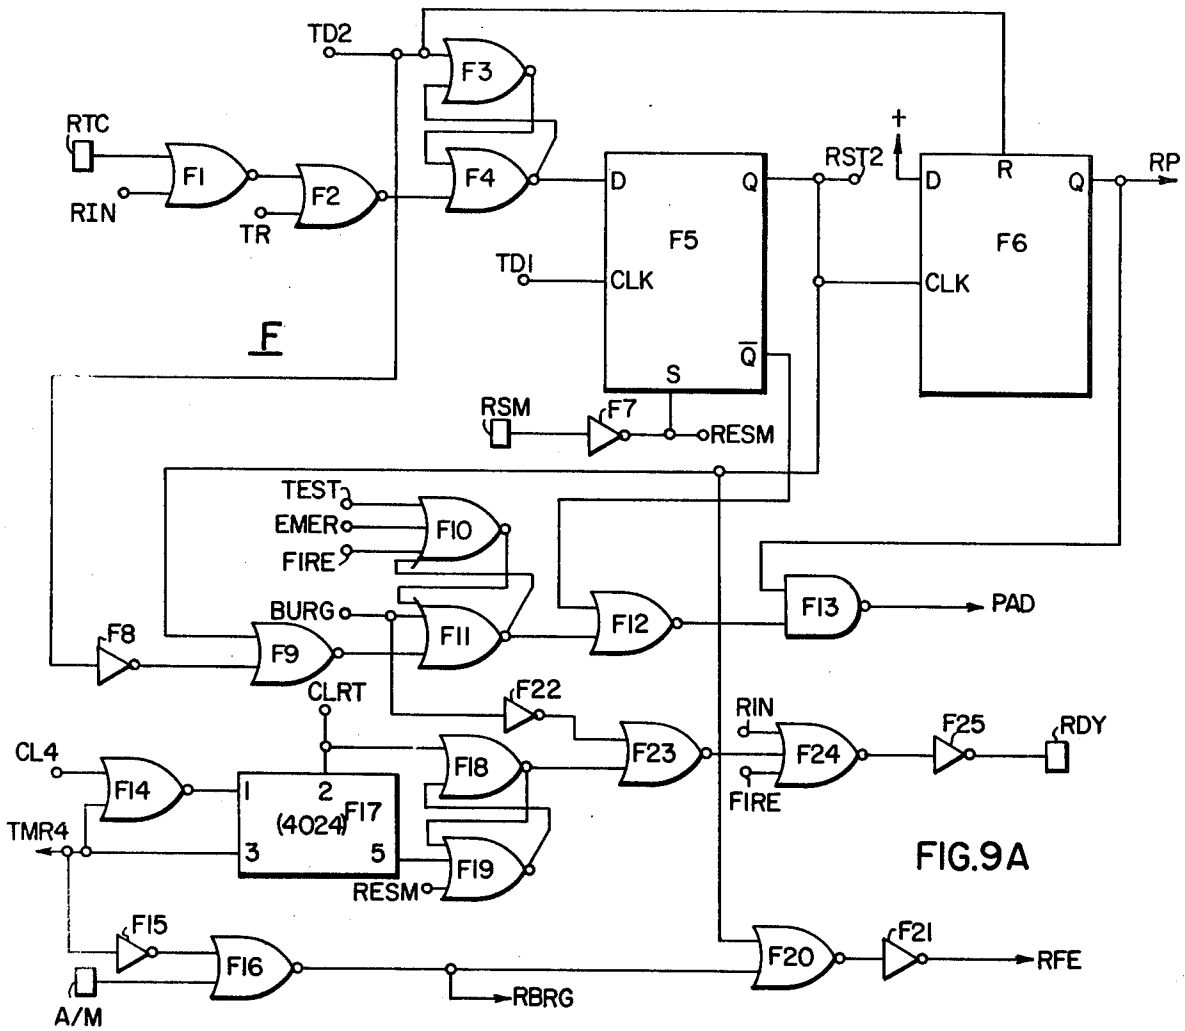 TD2
F3
RTC
F1
RIN
F2
TR
F4
D
Q
F5
TD1
CLK
Q̅
S
RST2
+
D
R
Q
RP
F6
CLK
F
RSM
F7
RESM
TEST
EMER
FIRE
F10
BURG
F8
F9
F11
F12
F13
PAD
CLRT
F22
RIN
F25
RDY
CL4
F14
1
2
F17
(4024)
3
5
F18
F23
F24
FIRE
TMR4
F19
RESM
FIG.9A
F15
F16
A/M
RBRG
F20
F21
RFE